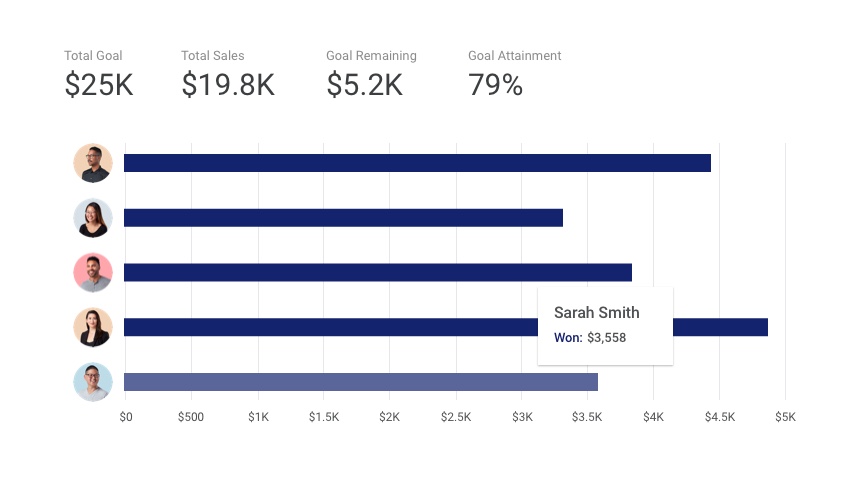 Total Goal Total Sales Goal Remaining Goal Attainment
$25K $19.8K $5.2K 79%
Sarah Smith
Won: $3,558
$0 $500 $1K $1.5K $2K $2.5K $3K $3.5K $4K $4.5K $5K